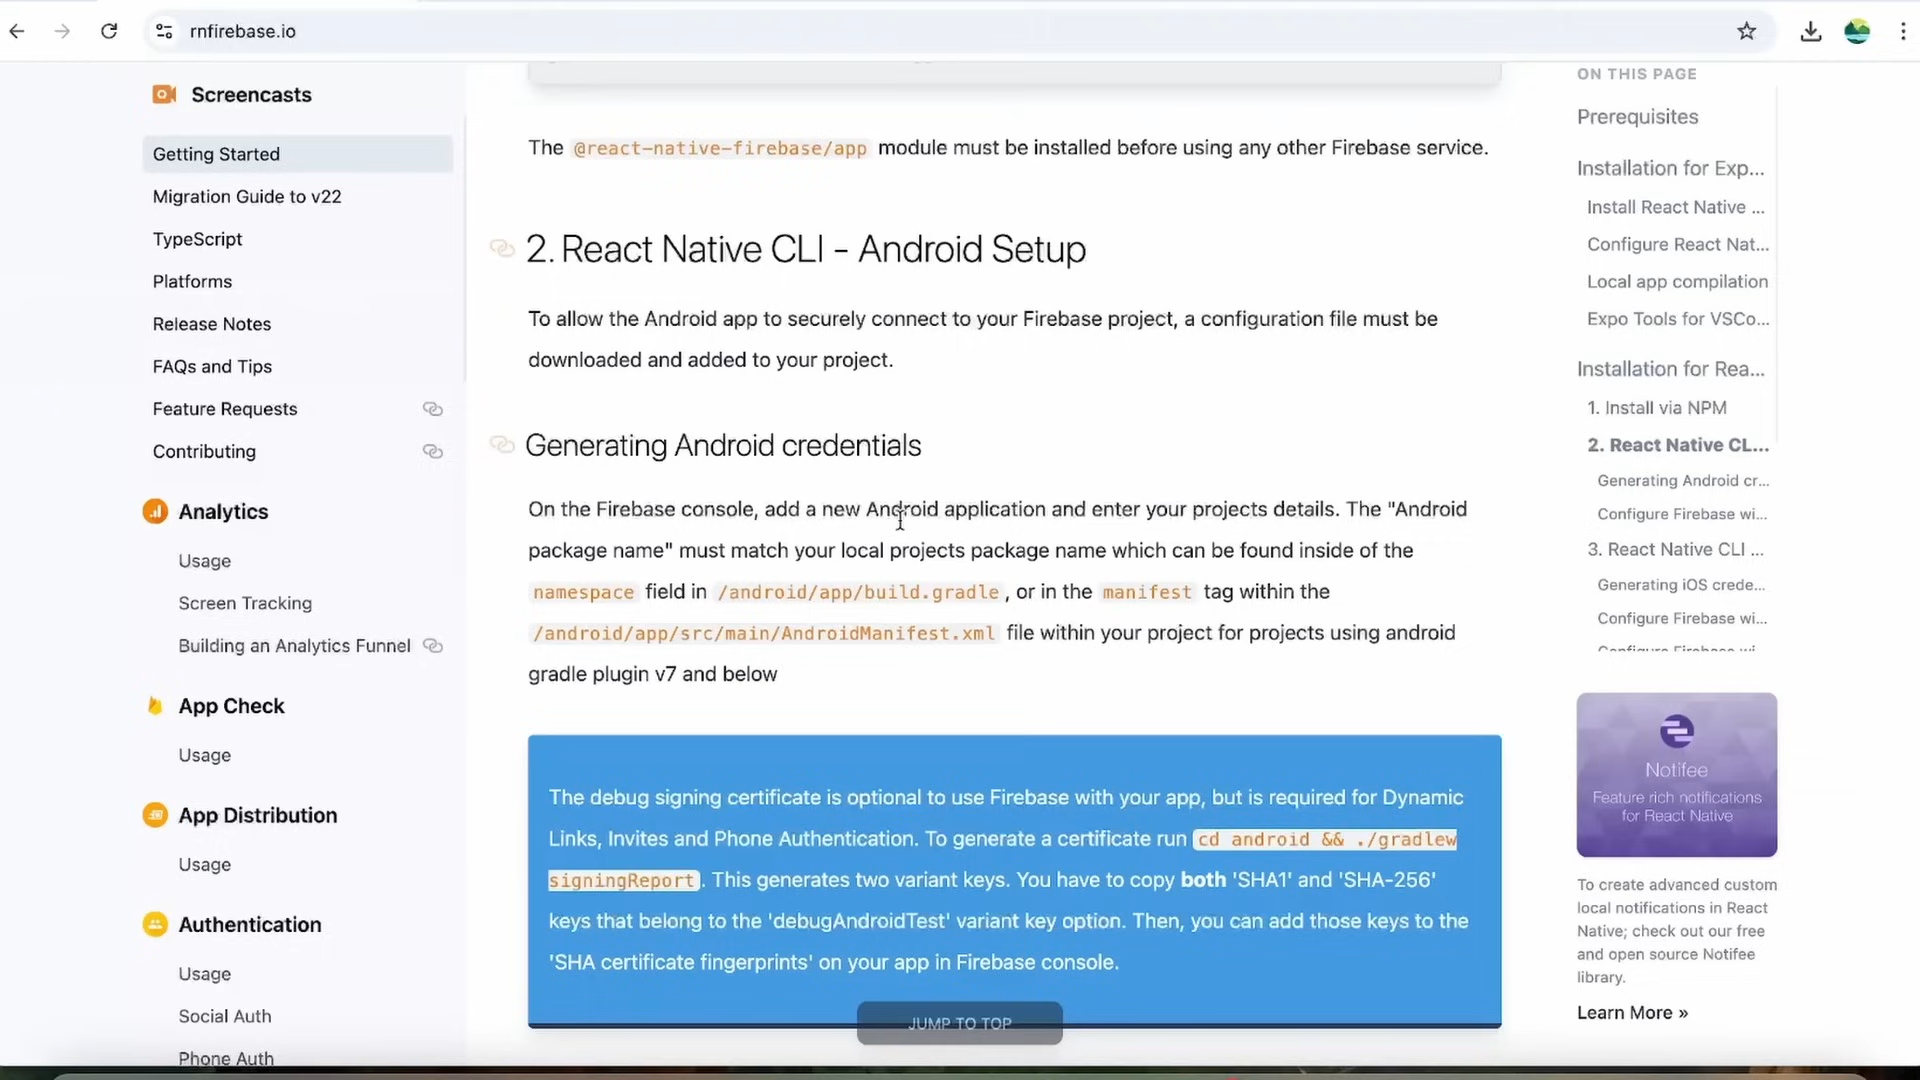 rnfirebase.io
Screencasts
Getting Started
Migration Guide to v22
TypeScript
Platforms
Release Notes
FAQs and Tips
Feature Requests
Contributing
Analytics
Usage
Screen Tracking
Building an Analytics Funnel
App Check
Usage
App Distribution
Usage
Authentication
Usage
Social Auth
Phone Auth
The @react-native-firebase/app module must be installed before using any other Firebase service.
2. React Native CLI - Android Setup
To allow the Android app to securely connect to your Firebase project, a configuration file must be
downloaded and added to your project.
Generating Android credentials
On the Firebase console, add a new Android application and enter your projects details. The "Android
package name" must match your local projects package name which can be found inside of the
namespace field in /android/app/build.gradle, or in the manifest tag within the
/android/app/src/main/AndroidManifest.xml file within your project for projects using android
gradle plugin v7 and below
The debug signing certificate is optional to use Firebase with your app, but is required for Dynamic
Links, Invites and Phone Authentication. To generate a certificate run cd android && ./gradlew
signingReport. This generates two variant keys. You have to copy both 'SHA1' and 'SHA-256'
keys that belong to the 'debugAndroidTest' variant key option. Then, you can add those keys to the
'SHA certificate fingerprints' on your app in Firebase console.
JUMP TO TOP
ON THIS PAGE
Prerequisites
Installation for Exp...
Install React Native ...
Configure React Nat...
Local app compilation
Expo Tools for VSCo...
Installation for Rea...
1. Install via NPM
2. React Native CL...
Generating Android cr...
Configure Firebase wi...
3. React Native CLI ...
Generating iOS crede...
Configure Firebase wi...
Configure Firebase wi...
Notifee
Feature rich notifications
for React Native
To create advanced custom
local notifications in React
Native; check out our free
and open source Notifee
library.
Learn More »